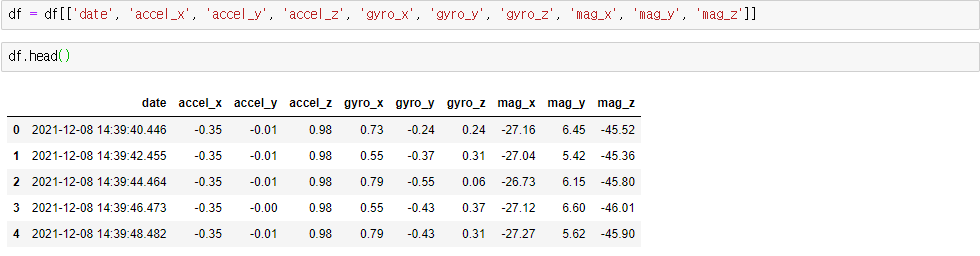 df = df[['date', 'accel_x', 'accel_y', 'accel_z', 'gyro_x', 'gyro_y', 'gyro_z', 'mag_x', 'mag_y', 'mag_z']]
df.head()
date accel_x accel_y accel_z gyro_x gyro_y gyro_z mag_x mag_y mag_z
0 2021-12-08 14:39:40.446 -0.35 -0.01 0.98 0.73 -0.24 0.24 -27.16 6.45 -45.52
1 2021-12-08 14:39:42.455 -0.35 -0.01 0.98 0.55 -0.37 0.31 -27.04 5.42 -45.36
2 2021-12-08 14:39:44.464 -0.35 -0.01 0.98 0.79 -0.55 0.06 -26.73 6.15 -45.80
3 2021-12-08 14:39:46.473 -0.35 -0.00 0.98 0.55 -0.43 0.37 -27.12 6.60 -46.01
4 2021-12-08 14:39:48.482 -0.35 -0.01 0.98 0.79 -0.43 0.31 -27.27 5.62 -45.90